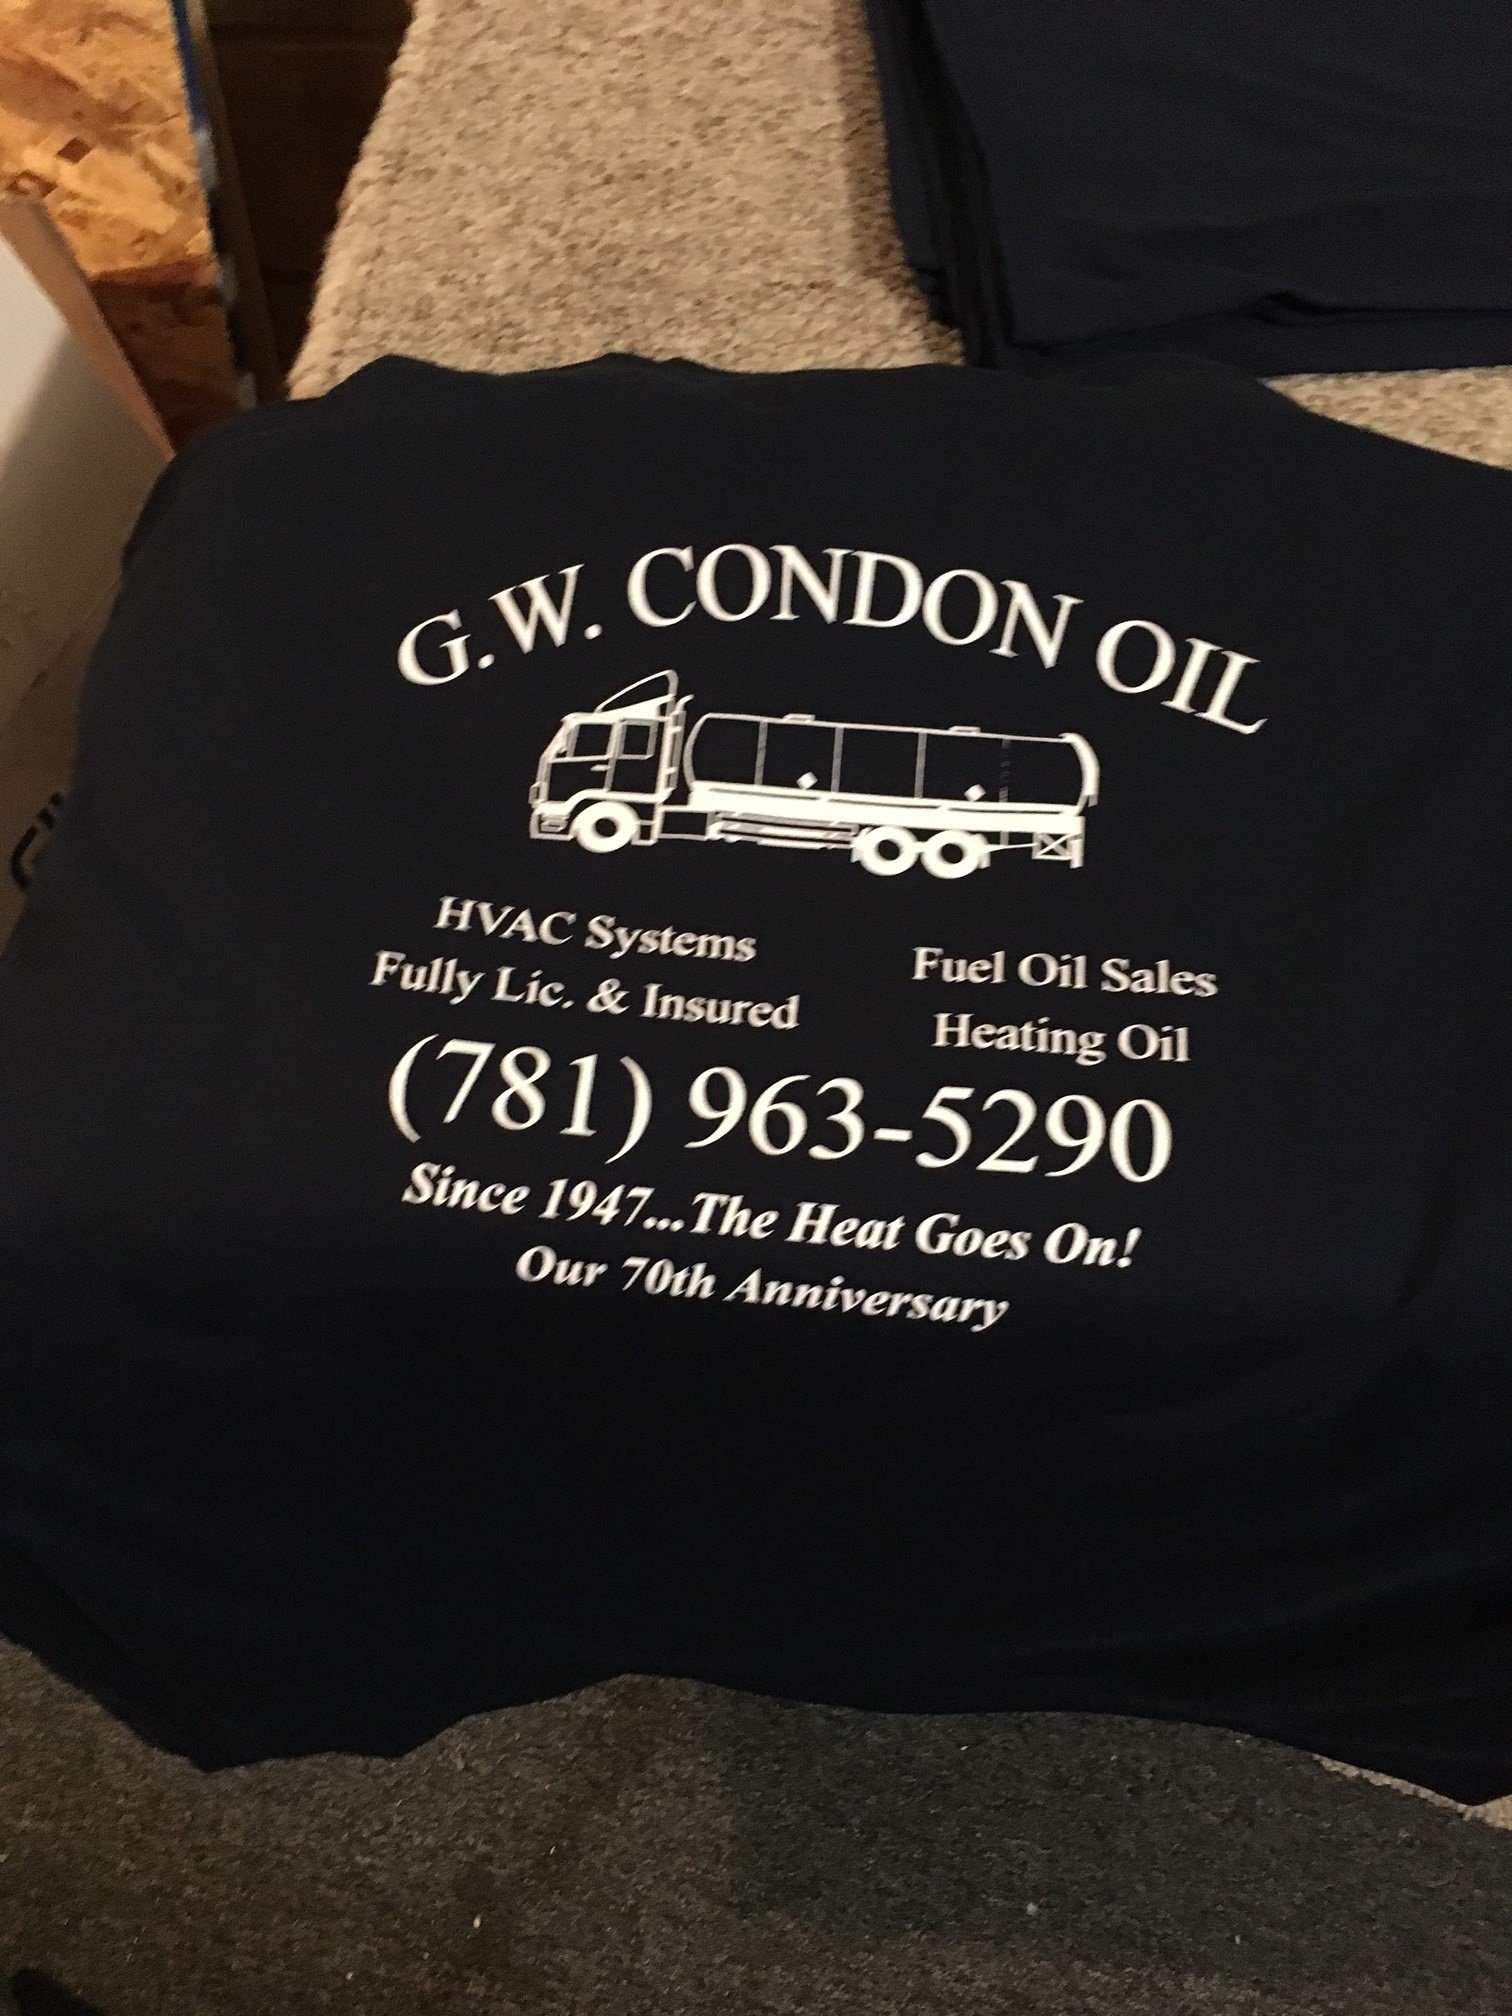 G.W. CONDON OIL
HVAC Systems
Fully Lic. & Insured
Fuel Oil Sales
Heating Oil
(781) 963-5290
Since 1947...The Heat Goes On!
Our 70th Anniversary